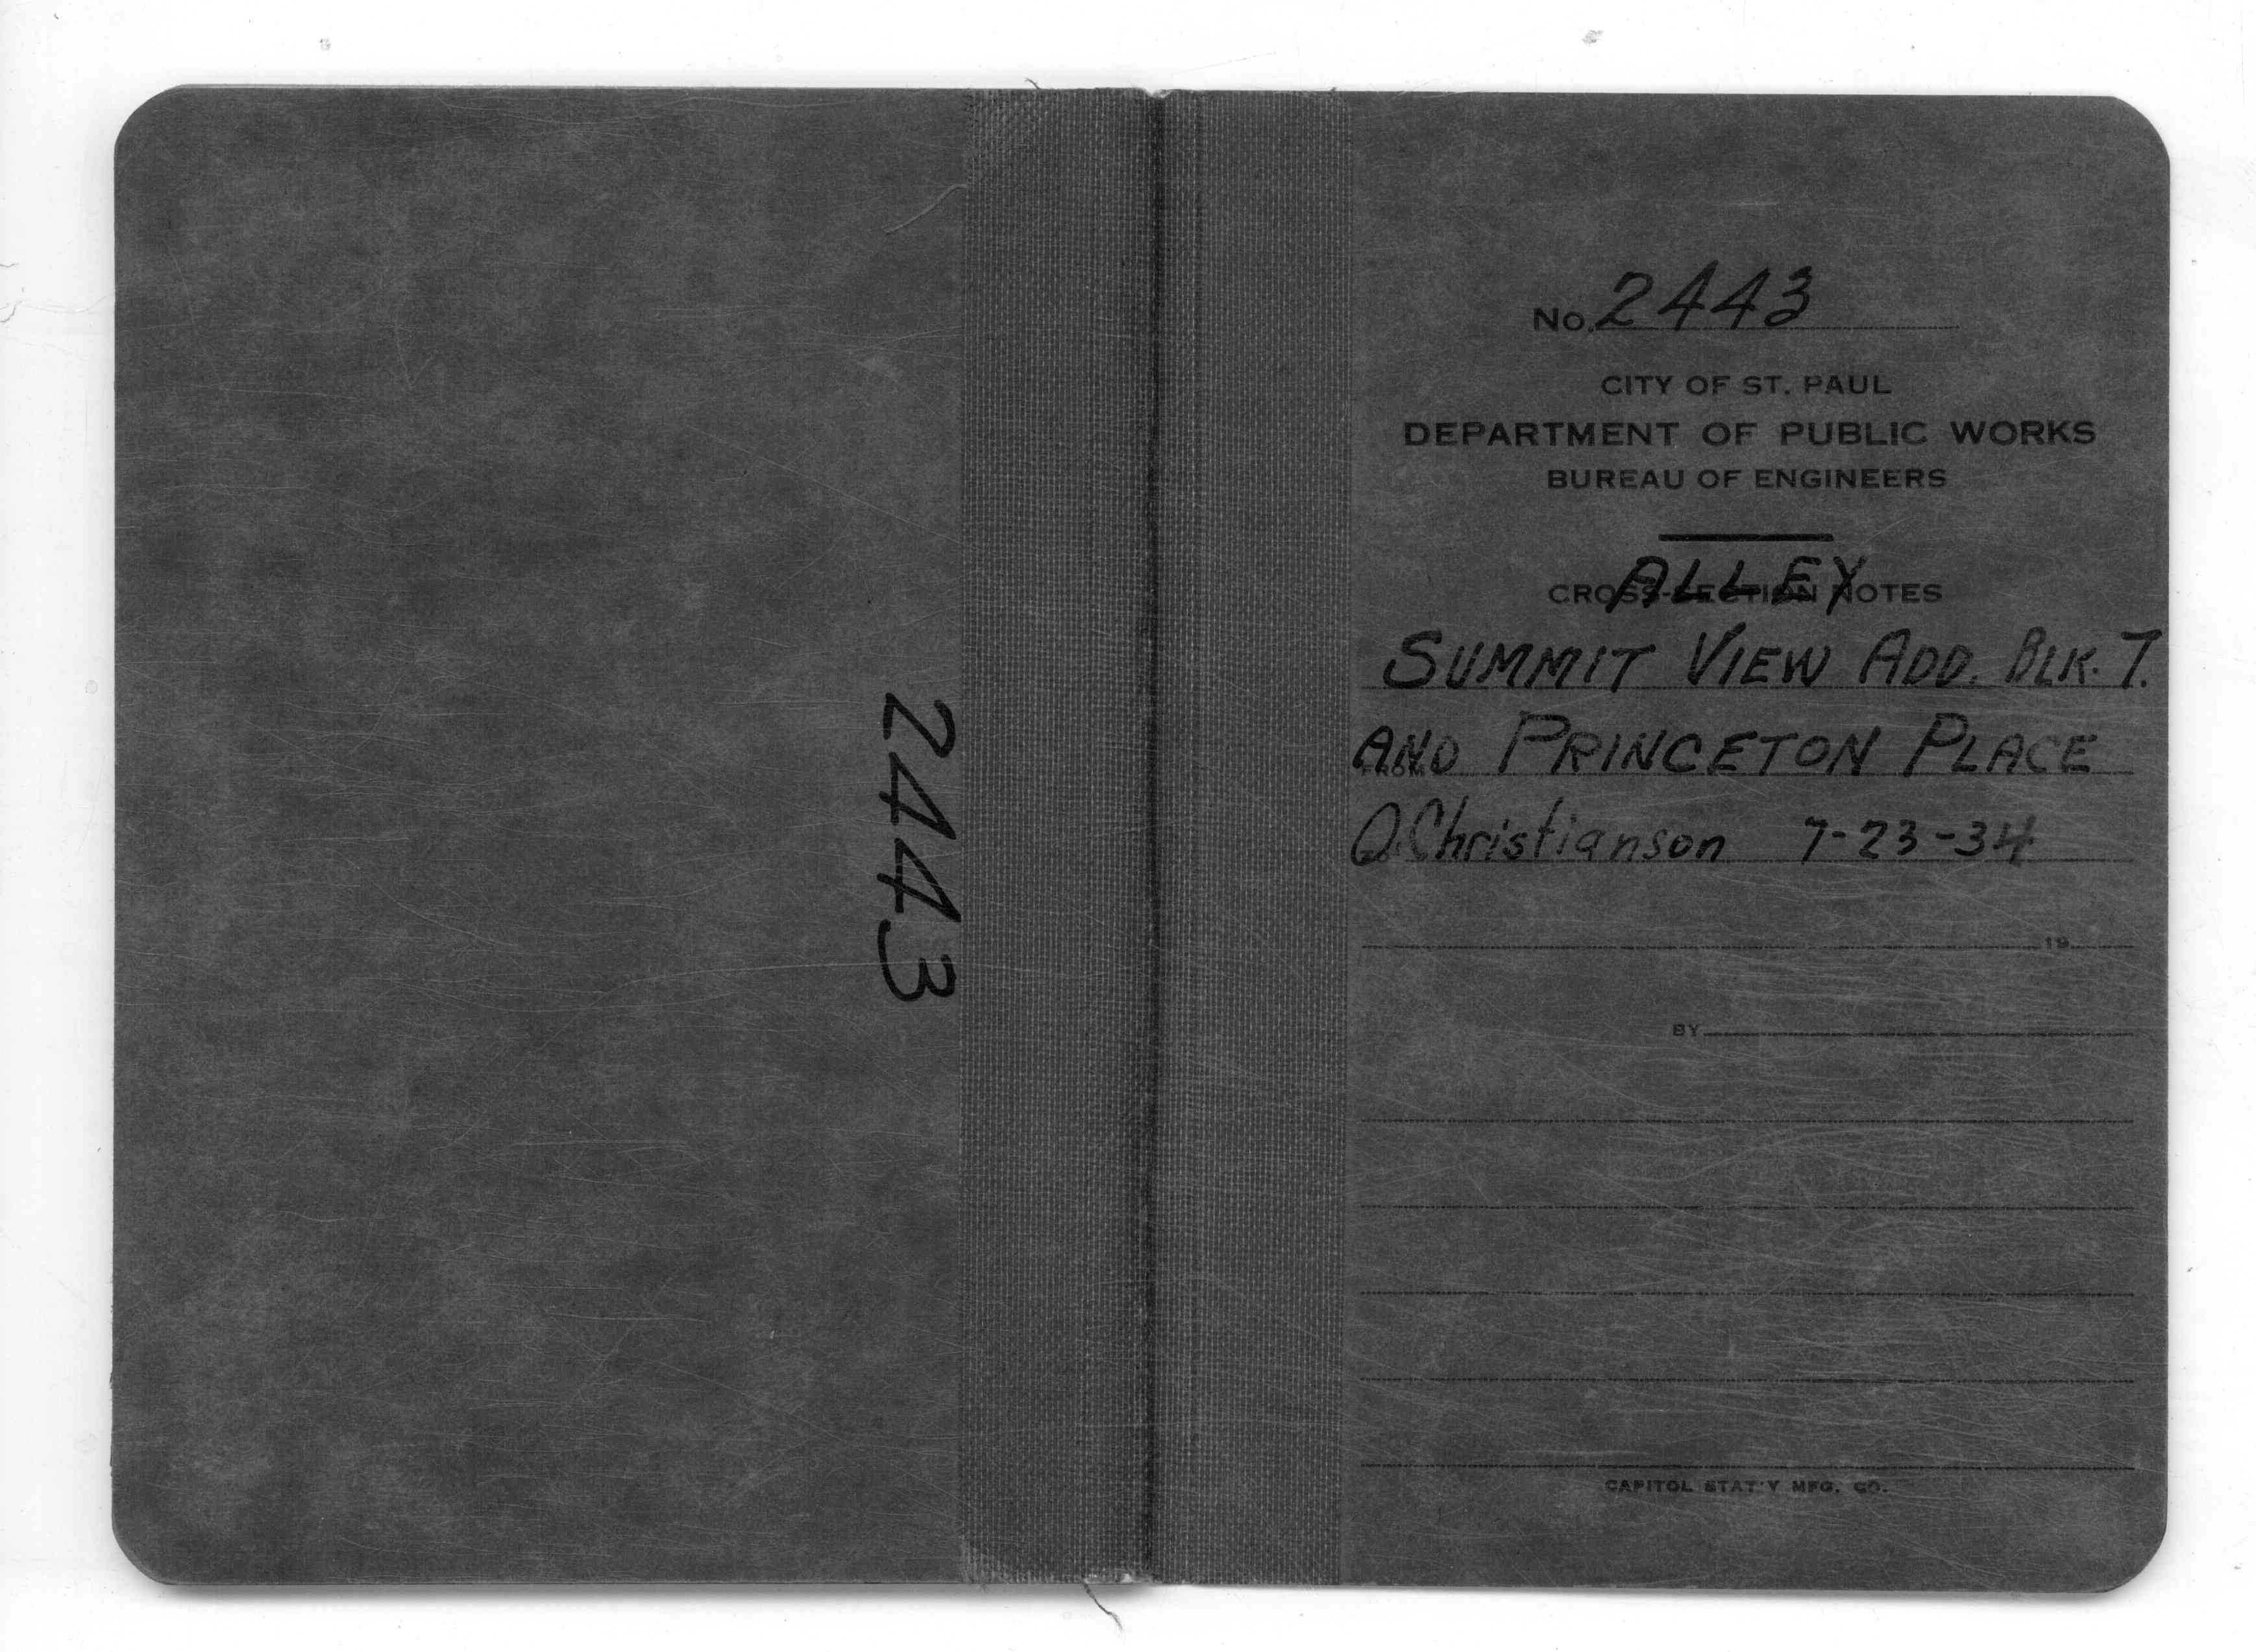 2443
No. 2443
CITY OF ST. PAUL
DEPARTMENT OF PUBLIC WORKS
BUREAU OF ENGINEERS
ALLEY
CROSS-SECTION NOTES
SUMMIT VIEW ADD. BLK. 7.
AND PRINCETON PLACE
FROM
O. Christianson 7-23-34
19
BY
CAPITOL STAT'Y MFG. CO.